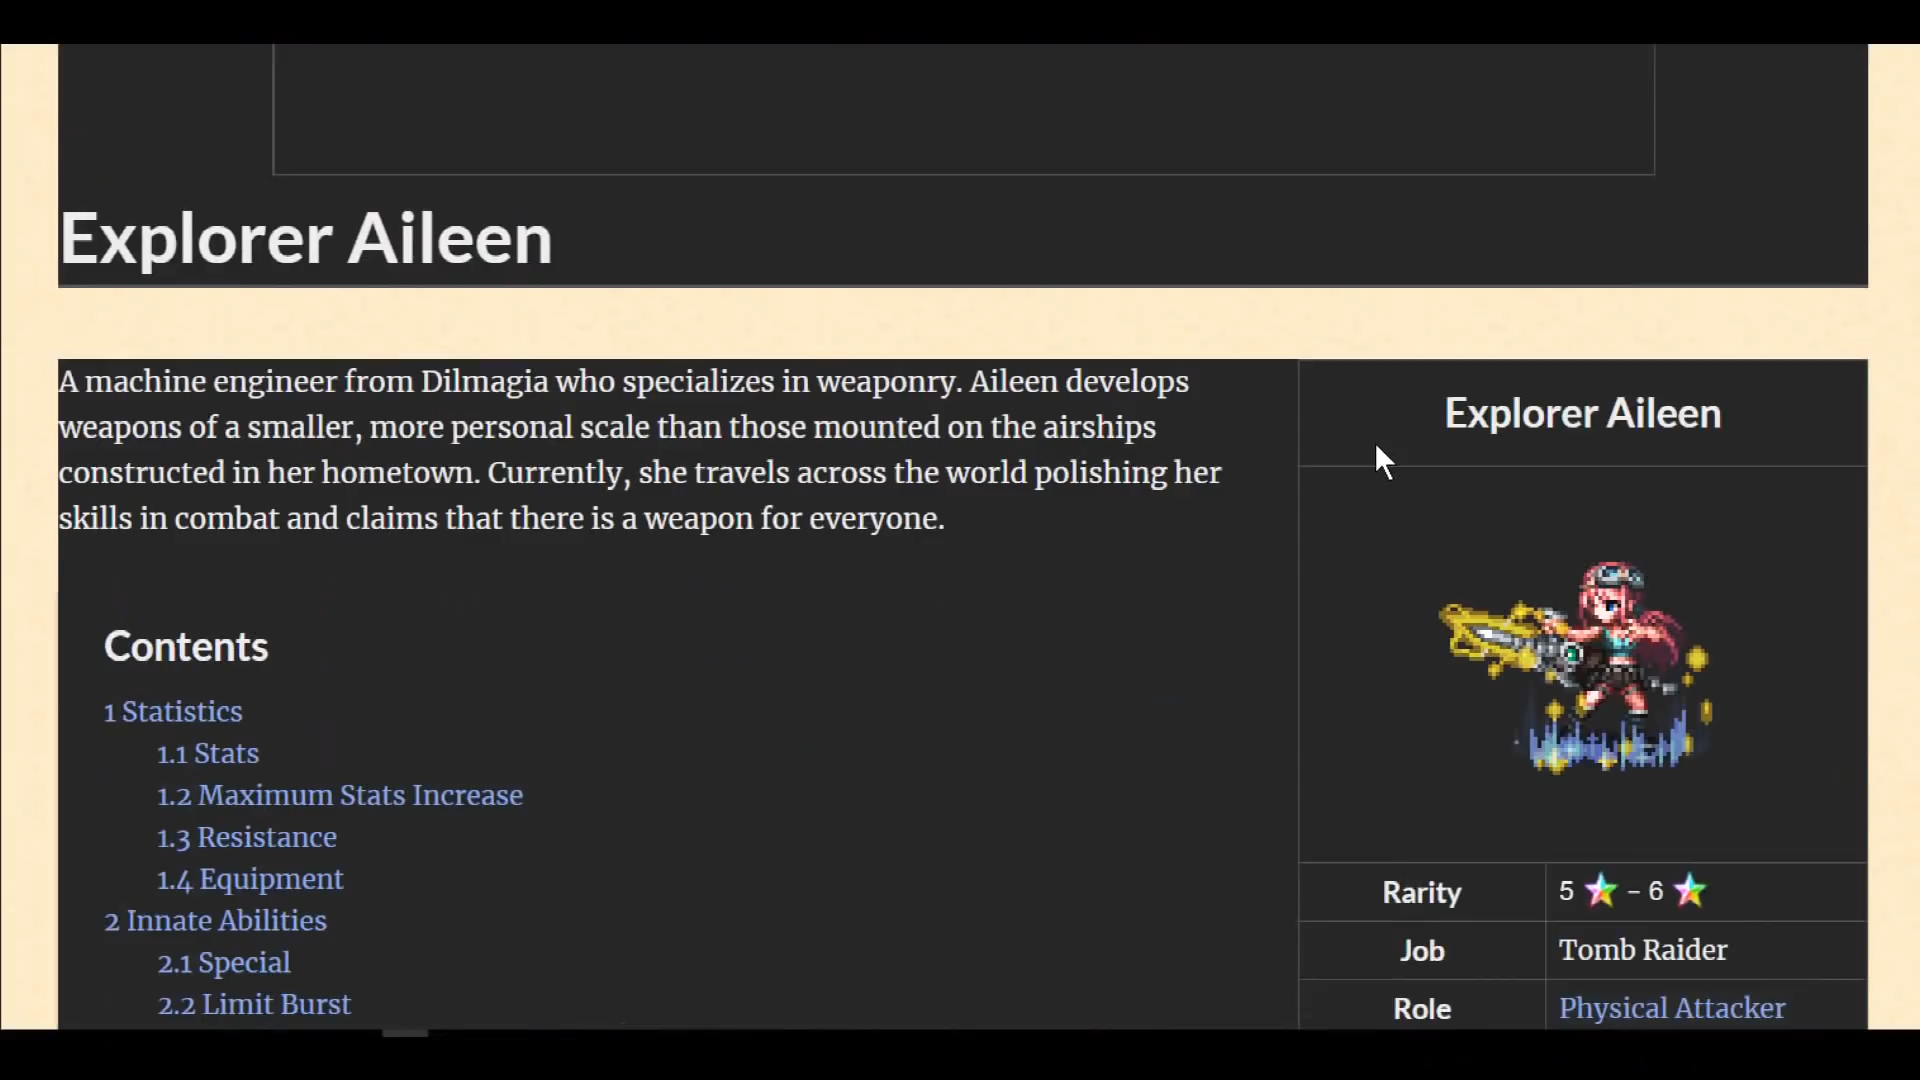 Explorer Aileen
A machine engineer from Dilmagia who specializes in weaponry. Aileen develops
weapons of a smaller, more personal scale than those mounted on the airships
constructed in her hometown. Currently, she travels across the world polishing her
skills in combat and claims that there is a weapon for everyone.
Contents
1 Statistics
1.1 Stats
1.2 Maximum Stats Increase
1.3 Resistance
1.4 Equipment
2 Innate Abilities
2.1 Special
2.2 Limit Burst
Explorer Aileen
Rarity 5 – 6
Job Tomb Raider
Role Physical Attacker